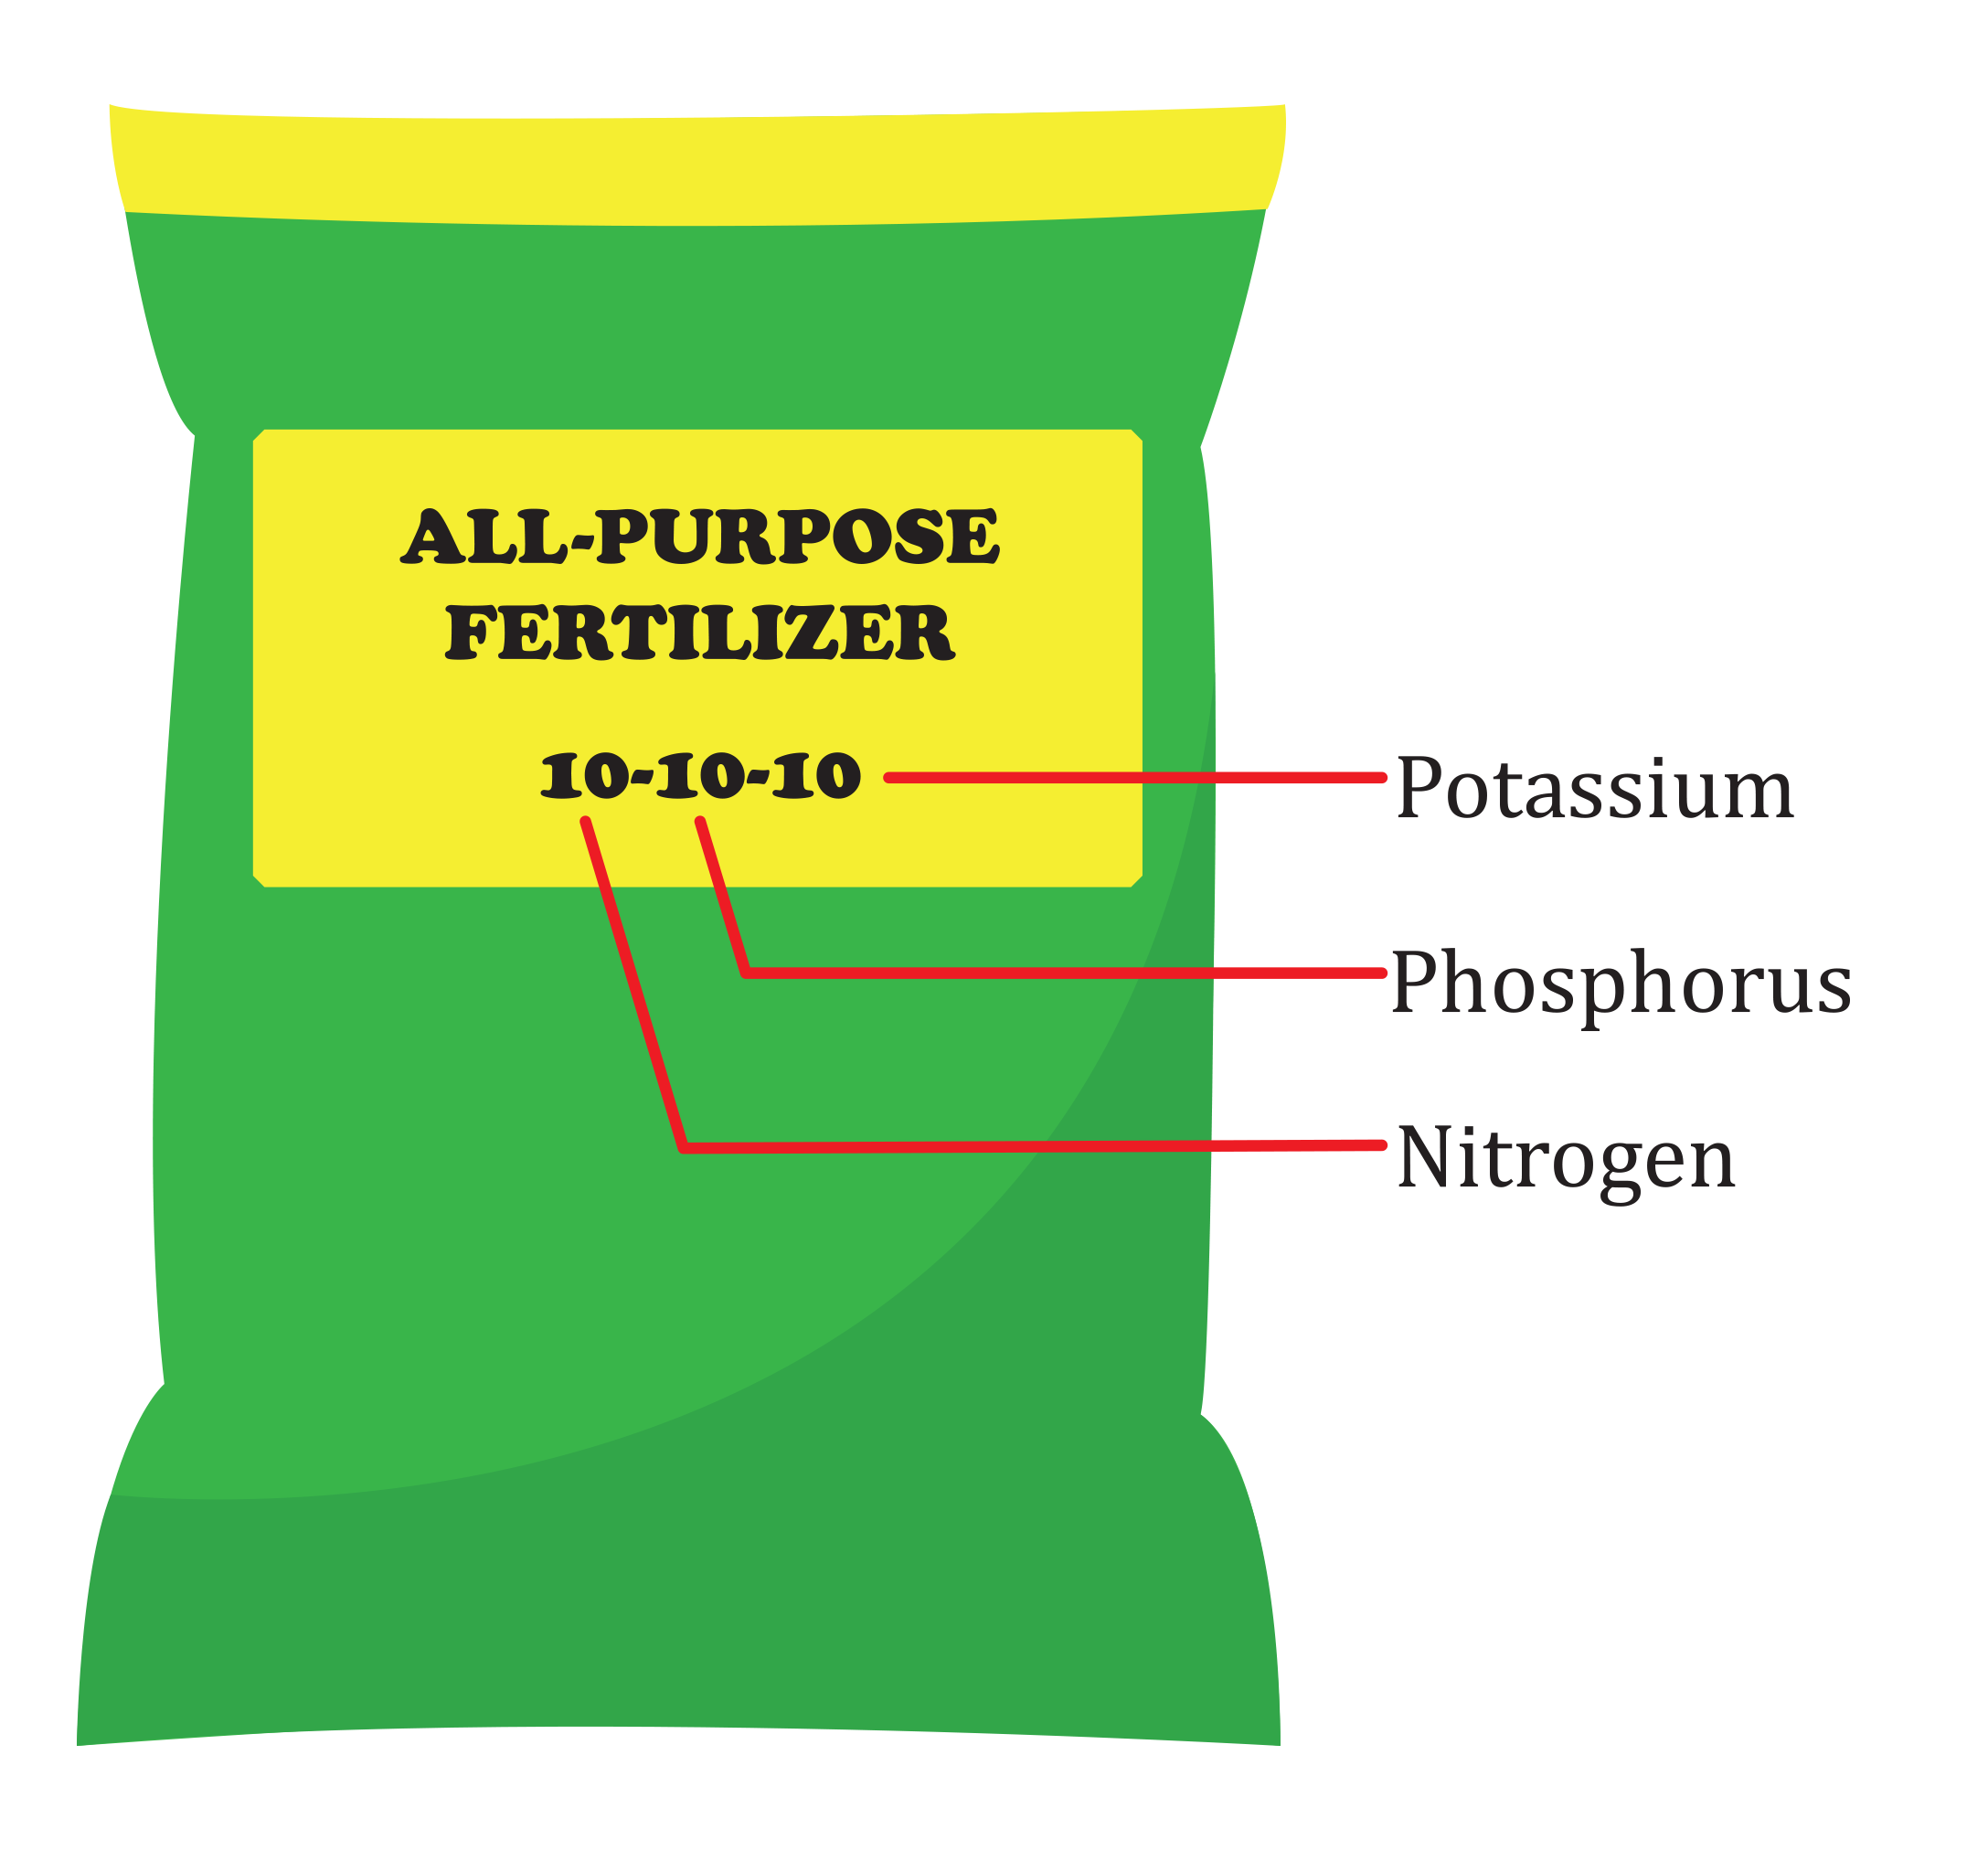 ALL-PURPOSE
FERTILIZER
10-10-10
Potassium
Phosphorus
Nitrogen